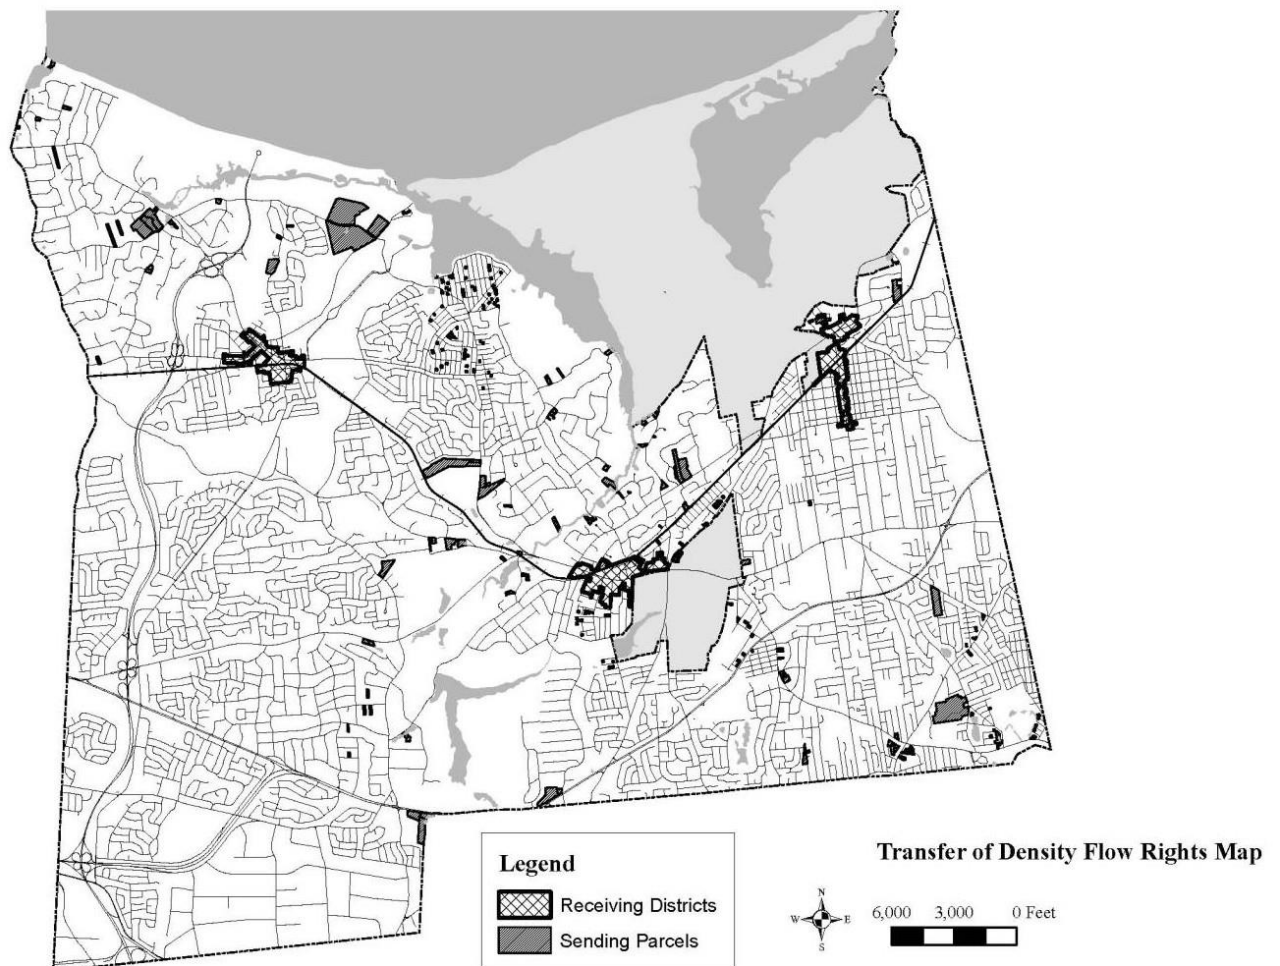 Legend
Receiving Districts
Sending Parcels
Transfer of Density Flow Rights Map
N
W E
S
6,000 3,000 0 Feet